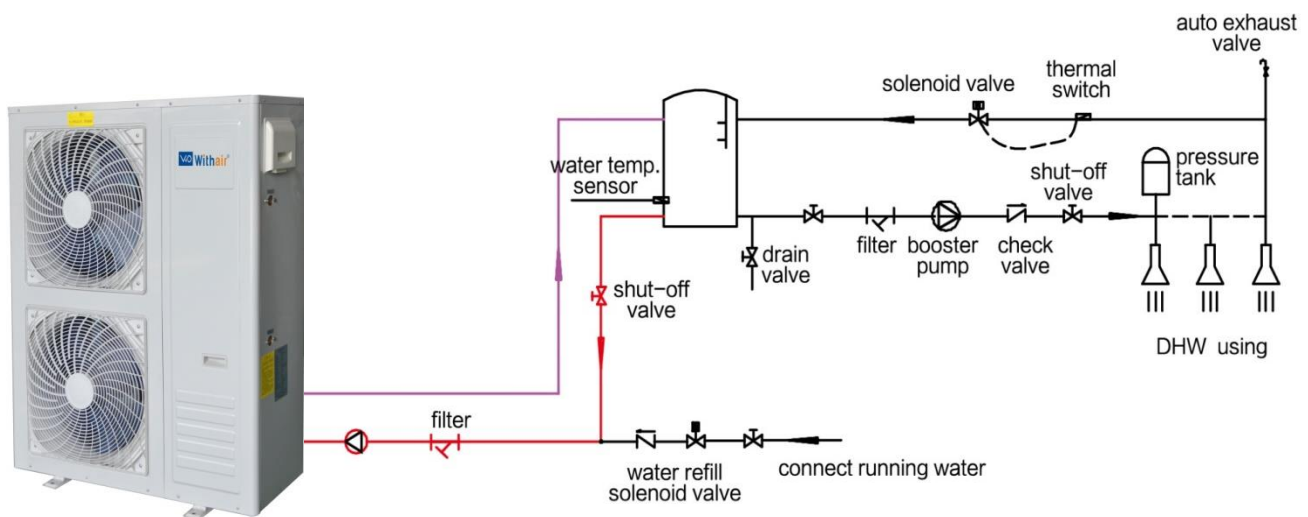 auto exhaust
valve
thermal
switch
solenoid valve
pressure
tank
shut-off
valve
water temp.
sensor
Withair®
filter
booster
pump
check
valve
drain
valve
shut-off
valve
DHW using
filter
water refill
solenoid valve
connect running water